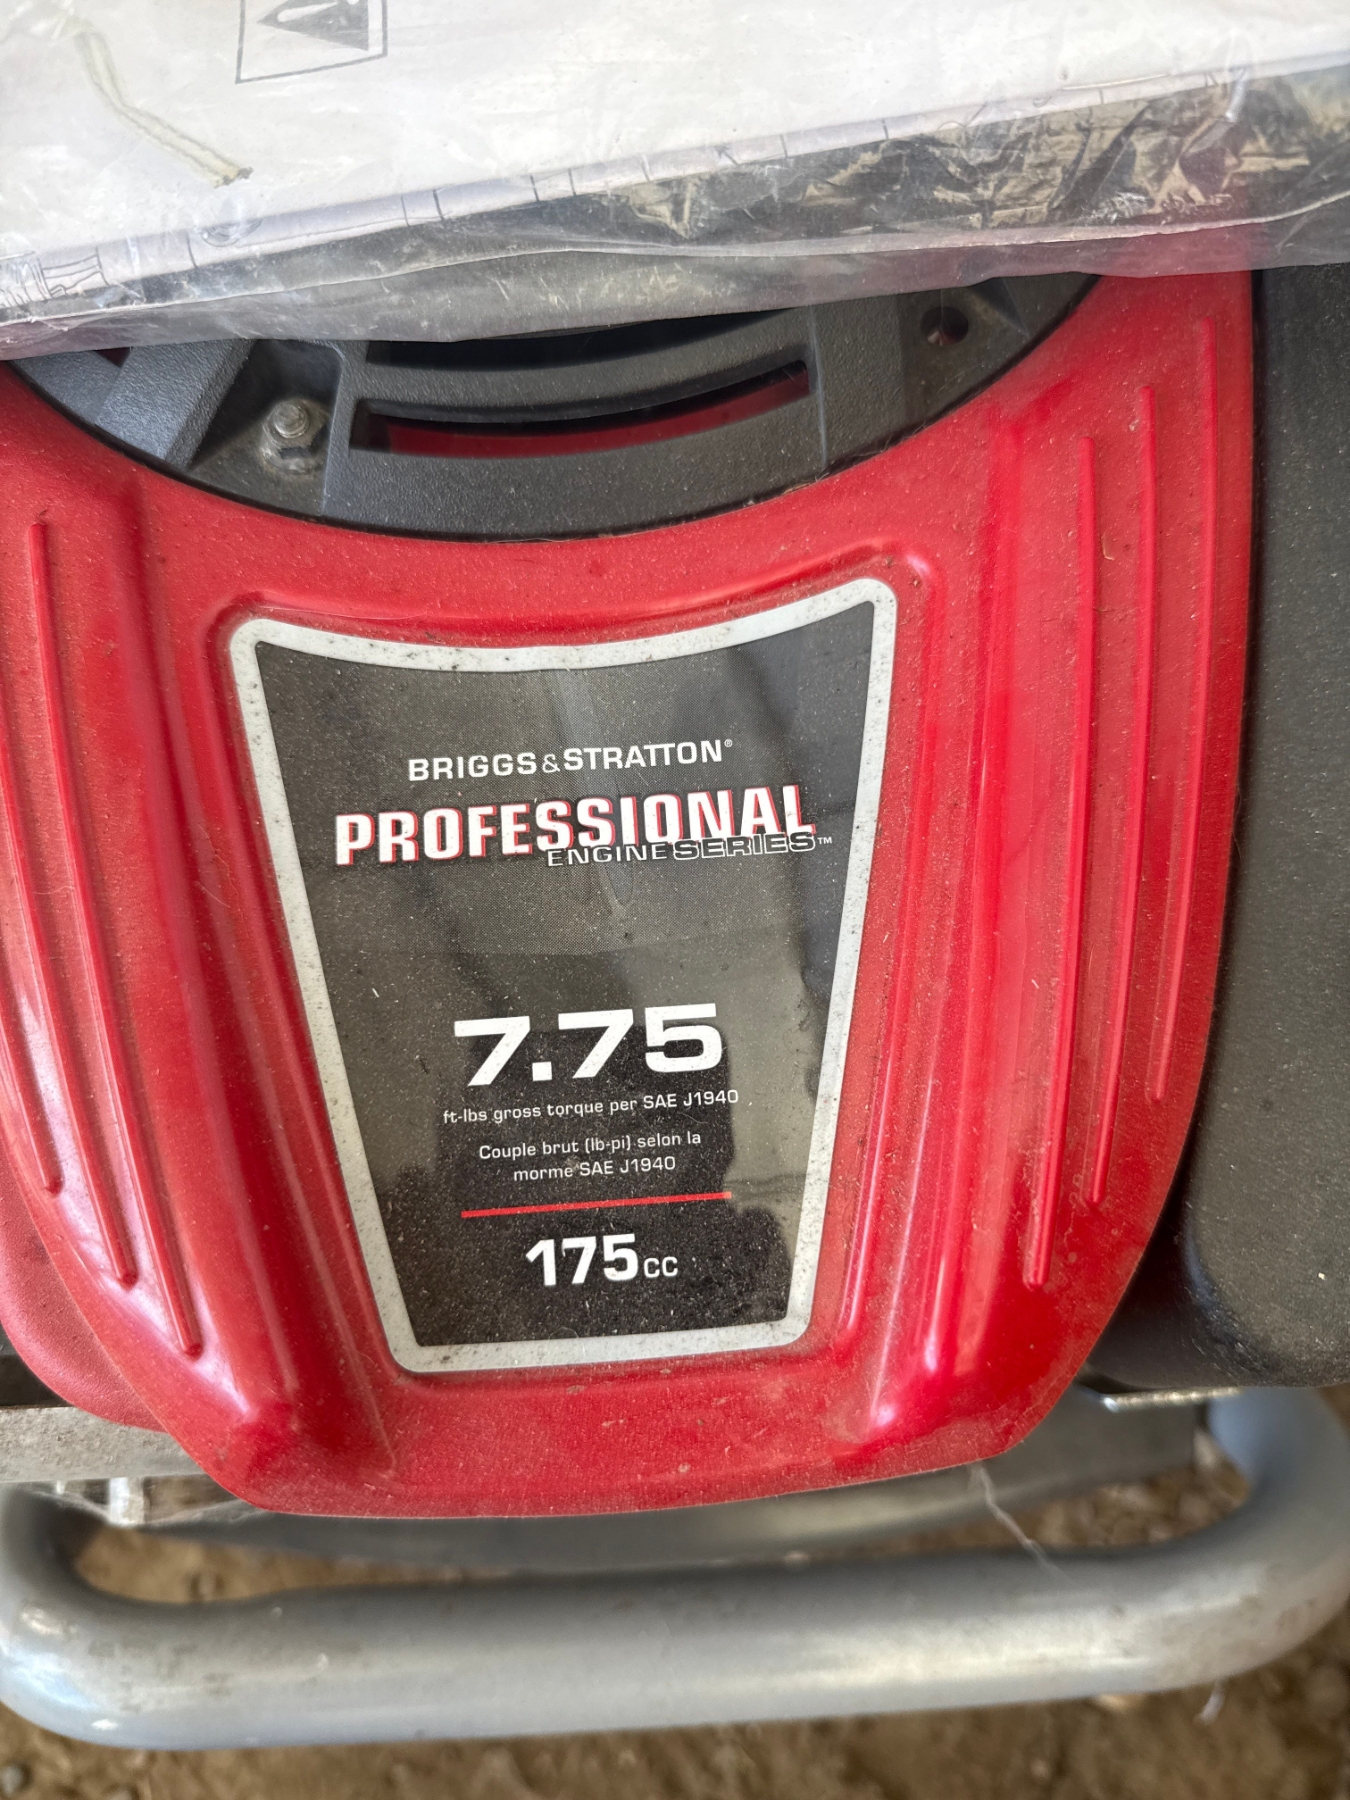 BRIGGS & STRATTON®
PROFESSIONAL
ENGINE SERIES™
7.75
ft-lbs gross torque per SAE J1940
Couple brut (lb-pi) selon la
morme SAE J1940
175cc